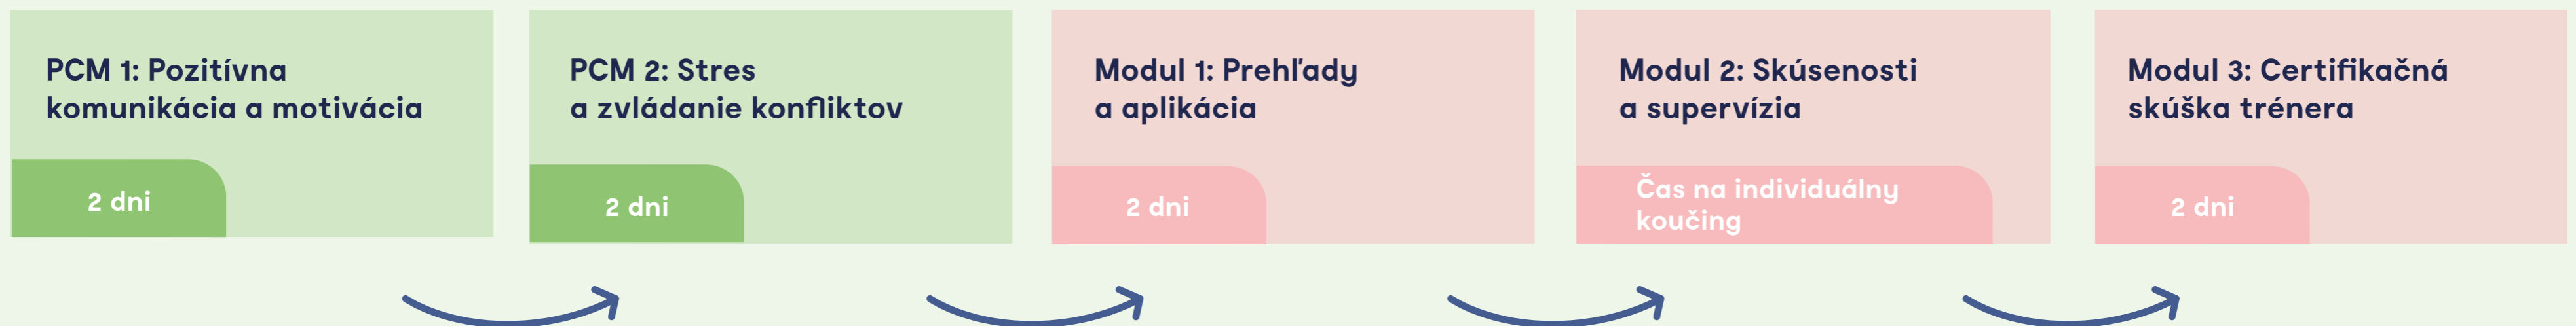 PCM 1: Pozitívna
komunikácia a motivácia
2 dni
PCM 2: Stres
a zvládanie konfliktov
2 dni
Modul 1: Prehľady
a aplikácia
2 dni
Modul 2: Skúsenosti
a supervízia
Čas na individuálny
koučing
Modul 3: Certifikačná
skúška trénera
2 dni